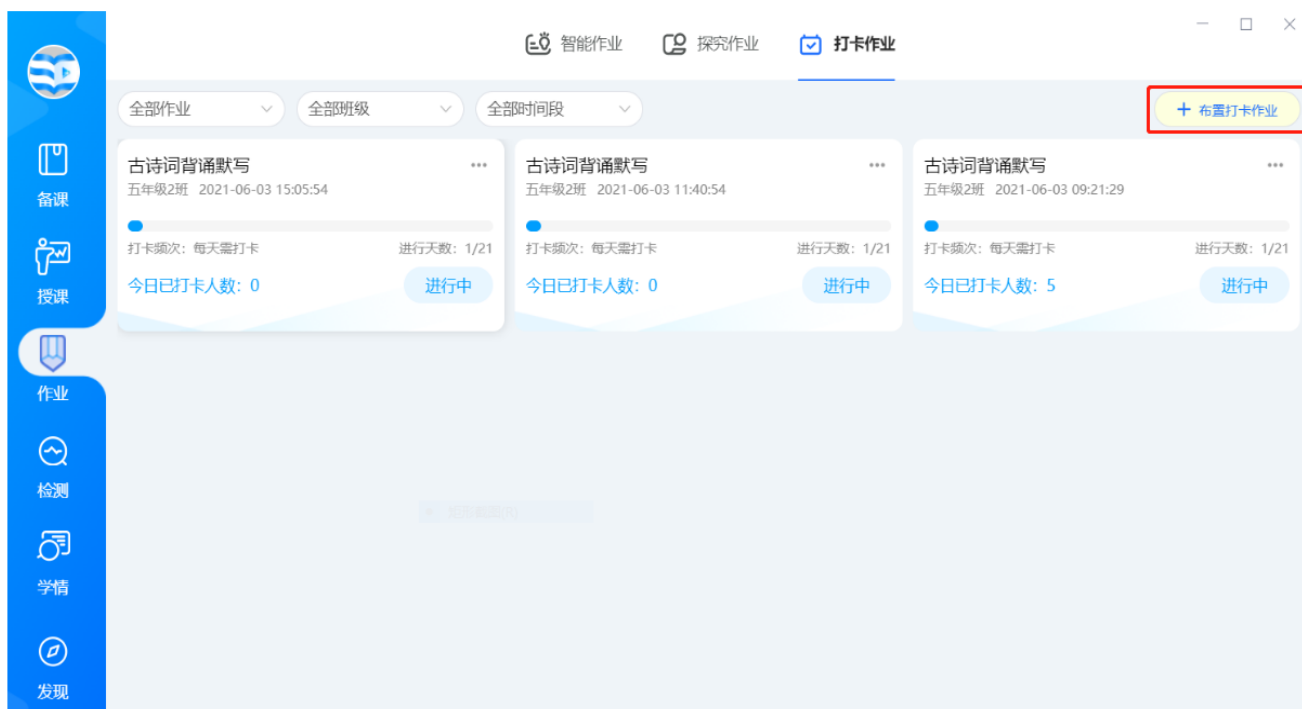 智能作业
探究作业
打卡作业
全部作业
全部班级
全部时间段
+ 布置打卡作业
备课
授课
作业
检测
学情
发现
古诗词背诵默写
五年级2班 2021-06-03 15:05:54
打卡频次：每天需打卡 进行天数：1/21
今日已打卡人数：0 进行中
古诗词背诵默写
五年级2班 2021-06-03 11:40:54
打卡频次：每天需打卡 进行天数：1/21
今日已打卡人数：0 进行中
古诗词背诵默写
五年级2班 2021-06-03 09:21:29
打卡频次：每天需打卡 进行天数：1/21
今日已打卡人数：5 进行中